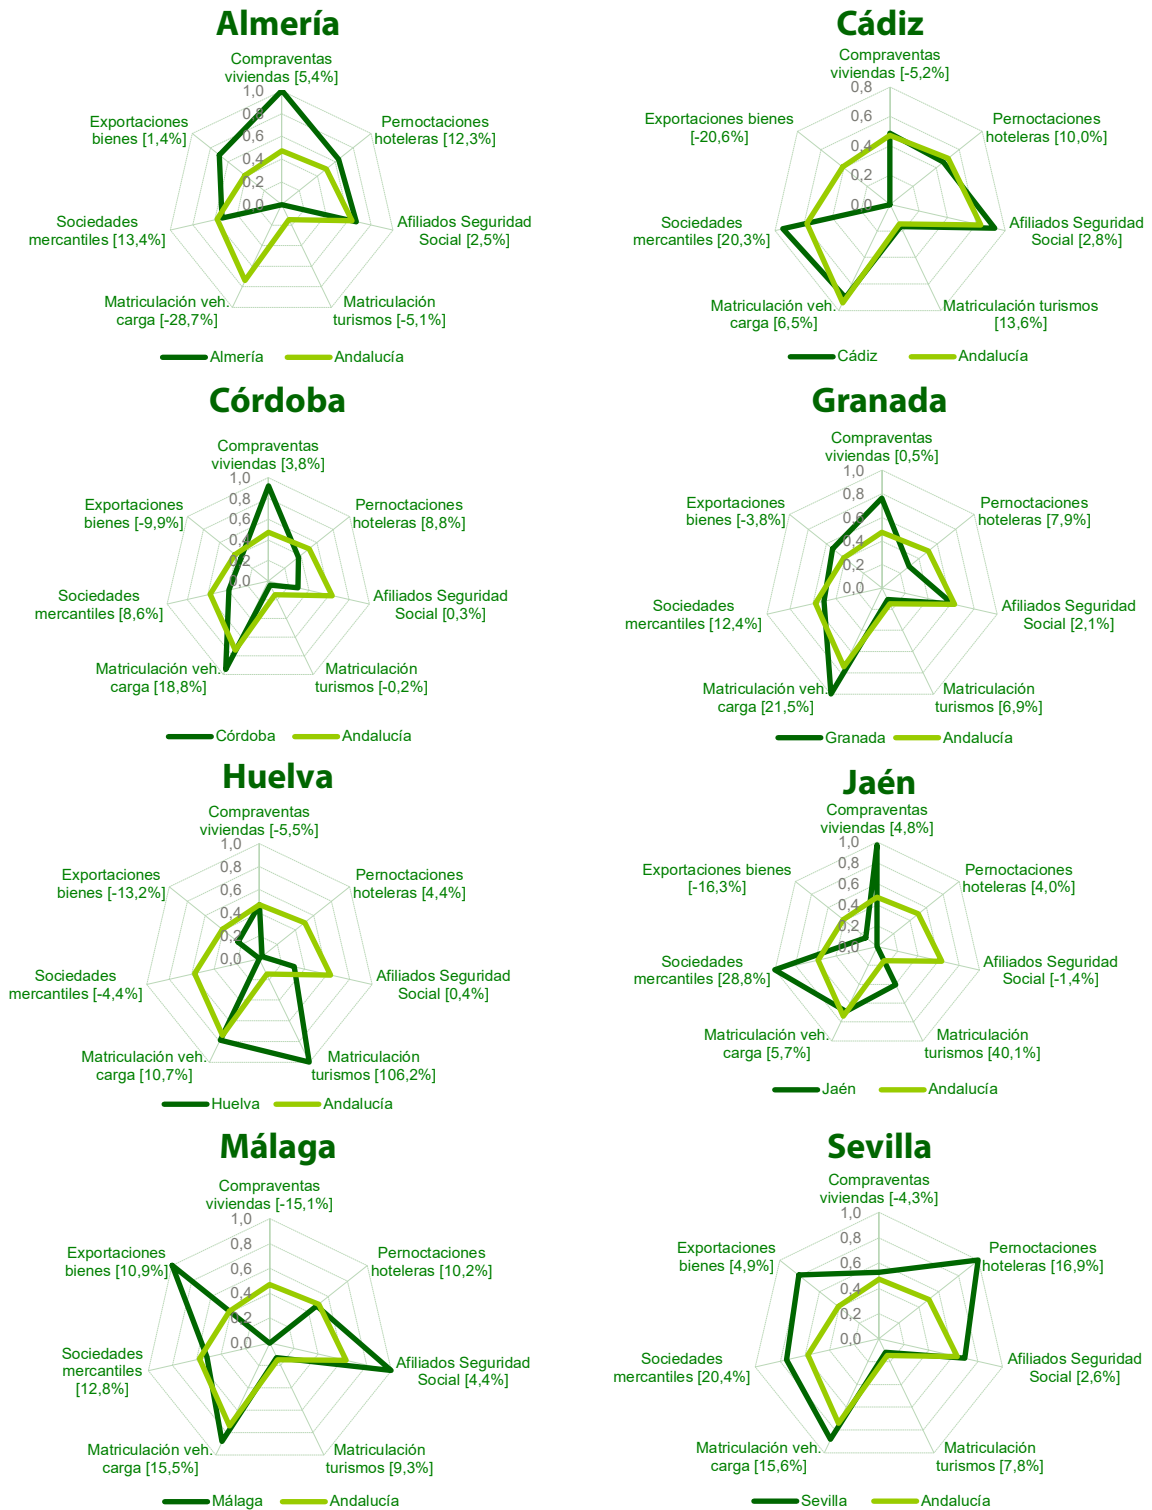 Almería
Compraventas
viviendas [5,4%]
Pernoctaciones
hoteleras [12,3%]
Afiliados Seguridad
Social [2,5%]
Matriculación
turismos [-5,1%]
Matriculación veh.
carga [-28,7%]
Sociedades
mercantiles [13,4%]
Exportaciones
bienes [1,4%]
1,0
0,8
0,6
0,4
0,2
0,0
Almería
Andalucía
Cádiz
Compraventas
viviendas [-5,2%]
Pernoctaciones
hoteleras [10,0%]
Afiliados Seguridad
Social [2,8%]
Matriculación turismos
[13,6%]
Matriculación veh.
carga [6,5%]
Sociedades
mercantiles [20,3%]
Exportaciones bienes
[-20,6%]
0,8
0,6
0,4
0,2
0,0
Cádiz
Andalucía
Córdoba
Compraventas
viviendas [3,8%]
Pernoctaciones
hoteleras [8,8%]
Afiliados Seguridad
Social [0,3%]
Matriculación
turismos [-0,2%]
Matriculación veh.
carga [18,8%]
Sociedades
mercantiles [8,6%]
Exportaciones
bienes [-9,9%]
1,0
0,8
0,6
0,4
0,2
0,0
Córdoba
Andalucía
Granada
Compraventas
viviendas [0,5%]
Pernoctaciones
hoteleras [7,9%]
Afiliados Seguridad
Social [2,1%]
Matriculación
turismos [6,9%]
Matriculación veh.
carga [21,5%]
Sociedades
mercantiles [12,4%]
Exportaciones
bienes [-3,8%]
1,0
0,8
0,6
0,4
0,2
0,0
Granada
Andalucía
Huelva
Compraventas
viviendas [-5,5%]
Pernoctaciones
hoteleras [4,4%]
Afiliados Seguridad
Social [0,4%]
Matriculación
turismos [106,2%]
Matriculación veh.
carga [10,7%]
Sociedades
mercantiles [-4,4%]
Exportaciones
bienes [-13,2%]
1,0
0,8
0,6
0,4
0,2
0,0
Huelva
Andalucía
Jaén
Compraventas
viviendas [4,8%]
Pernoctaciones
hoteleras [4,0%]
Afiliados Seguridad
Social [-1,4%]
Matriculación
turismos [40,1%]
Matriculación veh.
carga [5,7%]
Sociedades
mercantiles [28,8%]
Exportaciones bienes
[-16,3%]
1,0
0,8
0,6
0,4
0,2
0,0
Jaén
Andalucía
Málaga
Compraventas
viviendas [-15,1%]
Pernoctaciones
hoteleras [10,2%]
Afiliados Seguridad
Social [4,4%]
Matriculación
turismos [9,3%]
Matriculación veh.
carga [15,5%]
Sociedades
mercantiles
[12,8%]
Exportaciones
bienes [10,9%]
1,0
0,8
0,6
0,4
0,2
0,0
Málaga
Andalucía
Sevilla
Compraventas
viviendas [-4,3%]
Pernoctaciones
hoteleras [16,9%]
Afiliados Seguridad
Social [2,6%]
Matriculación
turismos [7,8%]
Matriculación veh.
carga [15,6%]
Sociedades
mercantiles [20,4%]
Exportaciones
bienes [4,9%]
1,0
0,8
0,6
0,4
0,2
0,0
Sevilla
Andalucía